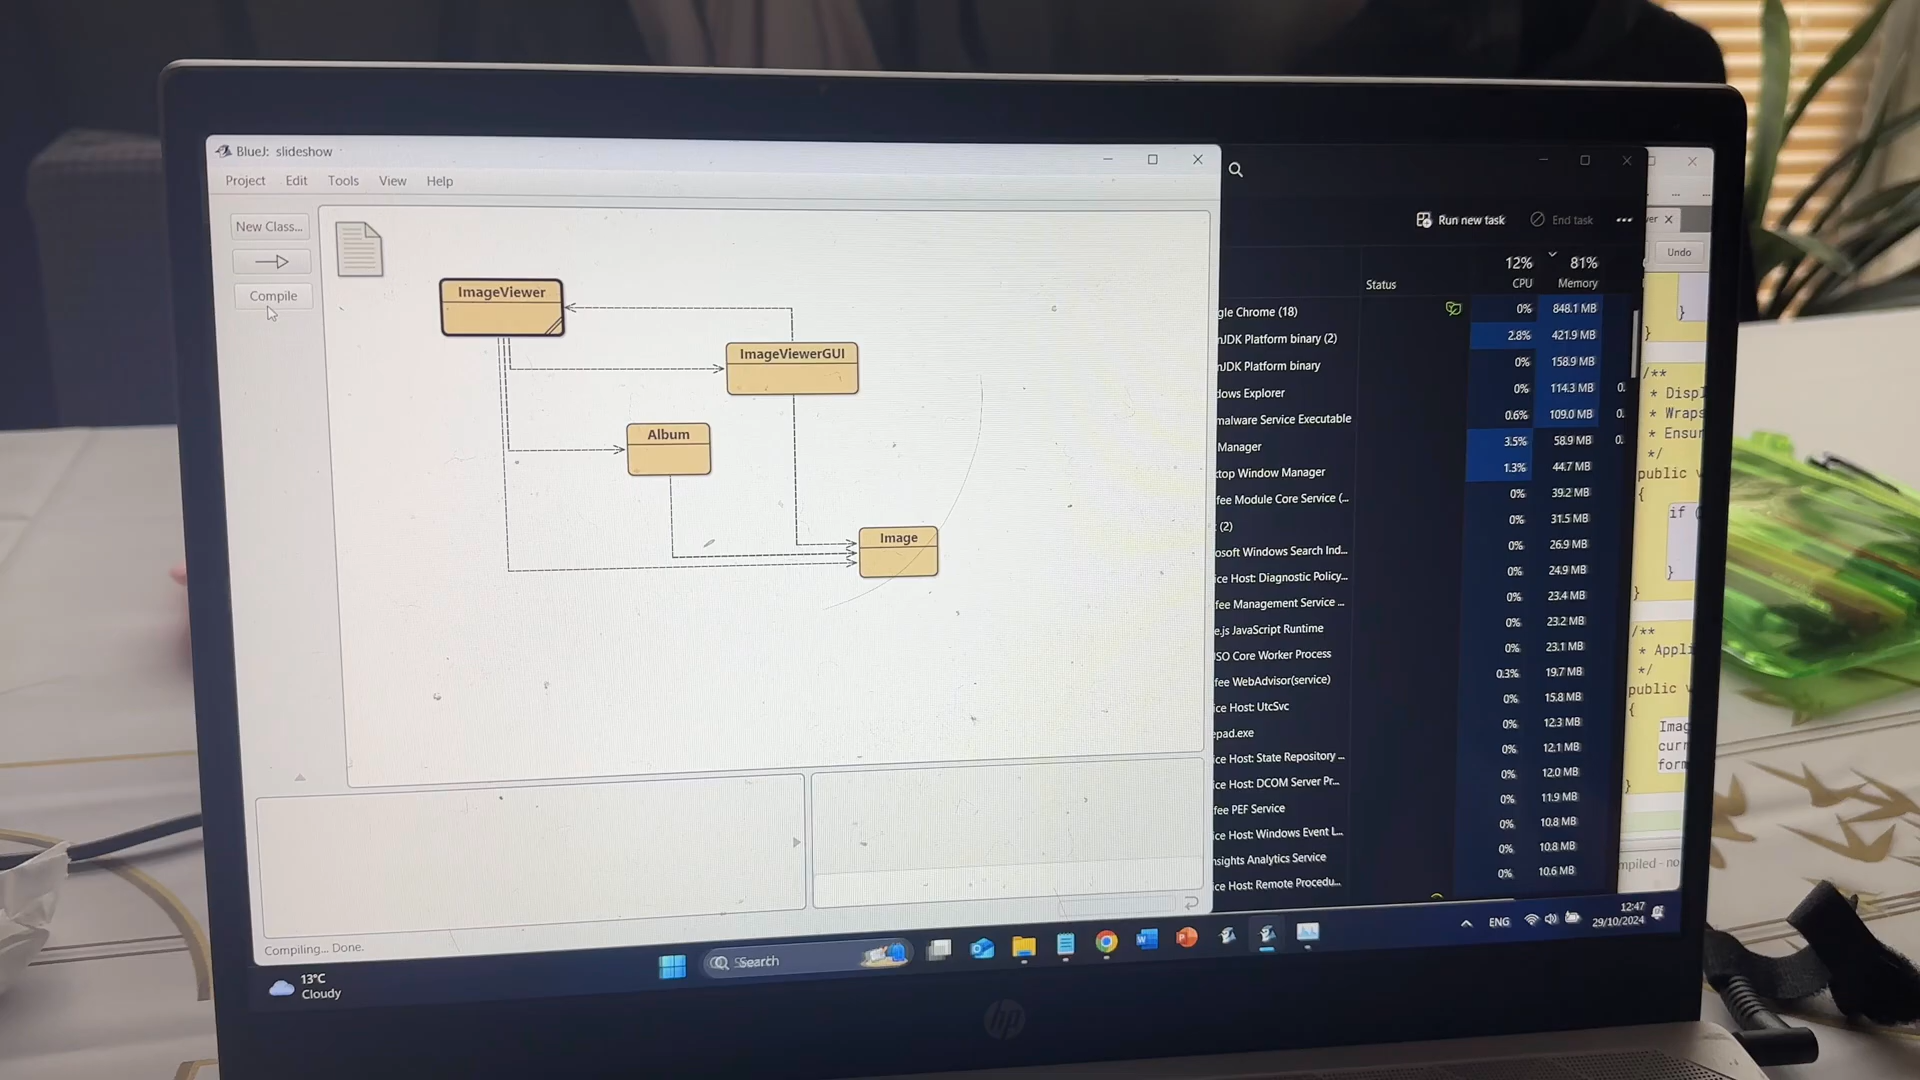 BlueJ: slideshow
Project Edit Tools View Help
New Class...
Compile
ImageViewer
ImageViewerGUI
Album
Image
Compiling... Done.
Run new task
End task
12% 81%
Status CPU Memory
gle Chrome (18) 0% 848.1 MB
nJDK Platform binary (2) 2.8% 421.9 MB
nJDK Platform binary 0% 158.9 MB
dows Explorer 0% 114.3 MB 0.
malware Service Executable 0.6% 109.0 MB 0.
Manager 3.5% 58.9 MB 0.
top Window Manager 1.3% 44.7 MB
fee Module Core Service (... 0% 39.2 MB
(2) 0% 31.5 MB
osoft Windows Search Ind... 0% 26.9 MB
ice Host: Diagnostic Policy... 0% 24.9 MB
fee Management Service ... 0% 23.4 MB
e.js JavaScript Runtime 0% 23.2 MB
SO Core Worker Process 0% 23.1 MB
fee WebAdvisor(service) 0.3% 19.7 MB
ice Host: UtcSvc 0% 15.8 MB
epad.exe 0% 12.3 MB
ice Host: State Repository ... 0% 12.1 MB
ice Host: DCOM Server Pr... 0% 12.0 MB
fee PEF Service 0% 11.9 MB
ice Host: Windows Event L... 0% 10.8 MB
nsights Analytics Service 0% 10.8 MB
ice Host: Remote Procedu... 0% 10.6 MB
wer
Undo
}
}
/**
* Displ
* Wraps
* Ensur
*/
public v
{
if (
}
}
/**
* Appli
*/
public v
{
Imag
curr
form
}
mpiled - no
13°C
Cloudy
Search
ENG
12:47
29/10/2024
hp